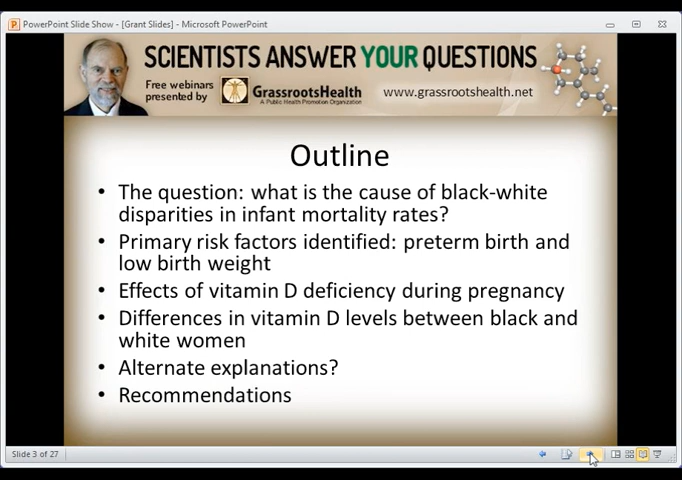 PowerPoint Slide Show - [Grant Slides] - Microsoft PowerPoint
SCIENTISTS ANSWER YOUR QUESTIONS
Free webinars
presented by
GrassrootsHealth
A Public Health Promotion Organization
www.grassrootshealth.net
Outline
• The question: what is the cause of black-white
disparities in infant mortality rates?
• Primary risk factors identified: preterm birth and
low birth weight
• Effects of vitamin D deficiency during pregnancy
• Differences in vitamin D levels between black and
white women
• Alternate explanations?
• Recommendations
Slide 3 of 27